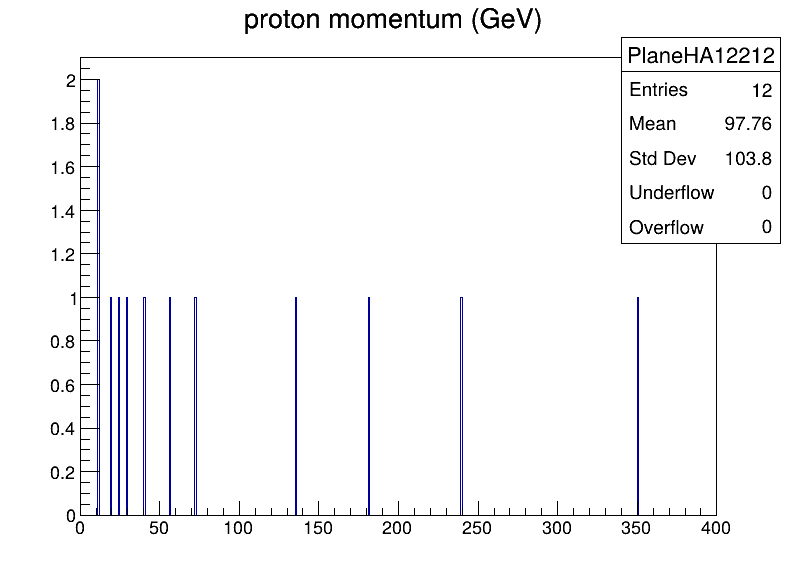 proton momentum (GeV)
PlaneHA12212
Entries 12
Mean 97.76
Std Dev 103.8
Underflow 0
Overflow 0
2
1.8
1.6
1.4
1.2
1
0.8
0.6
0.4
0.2
0
0 50 100 150 200 250 300 350 400